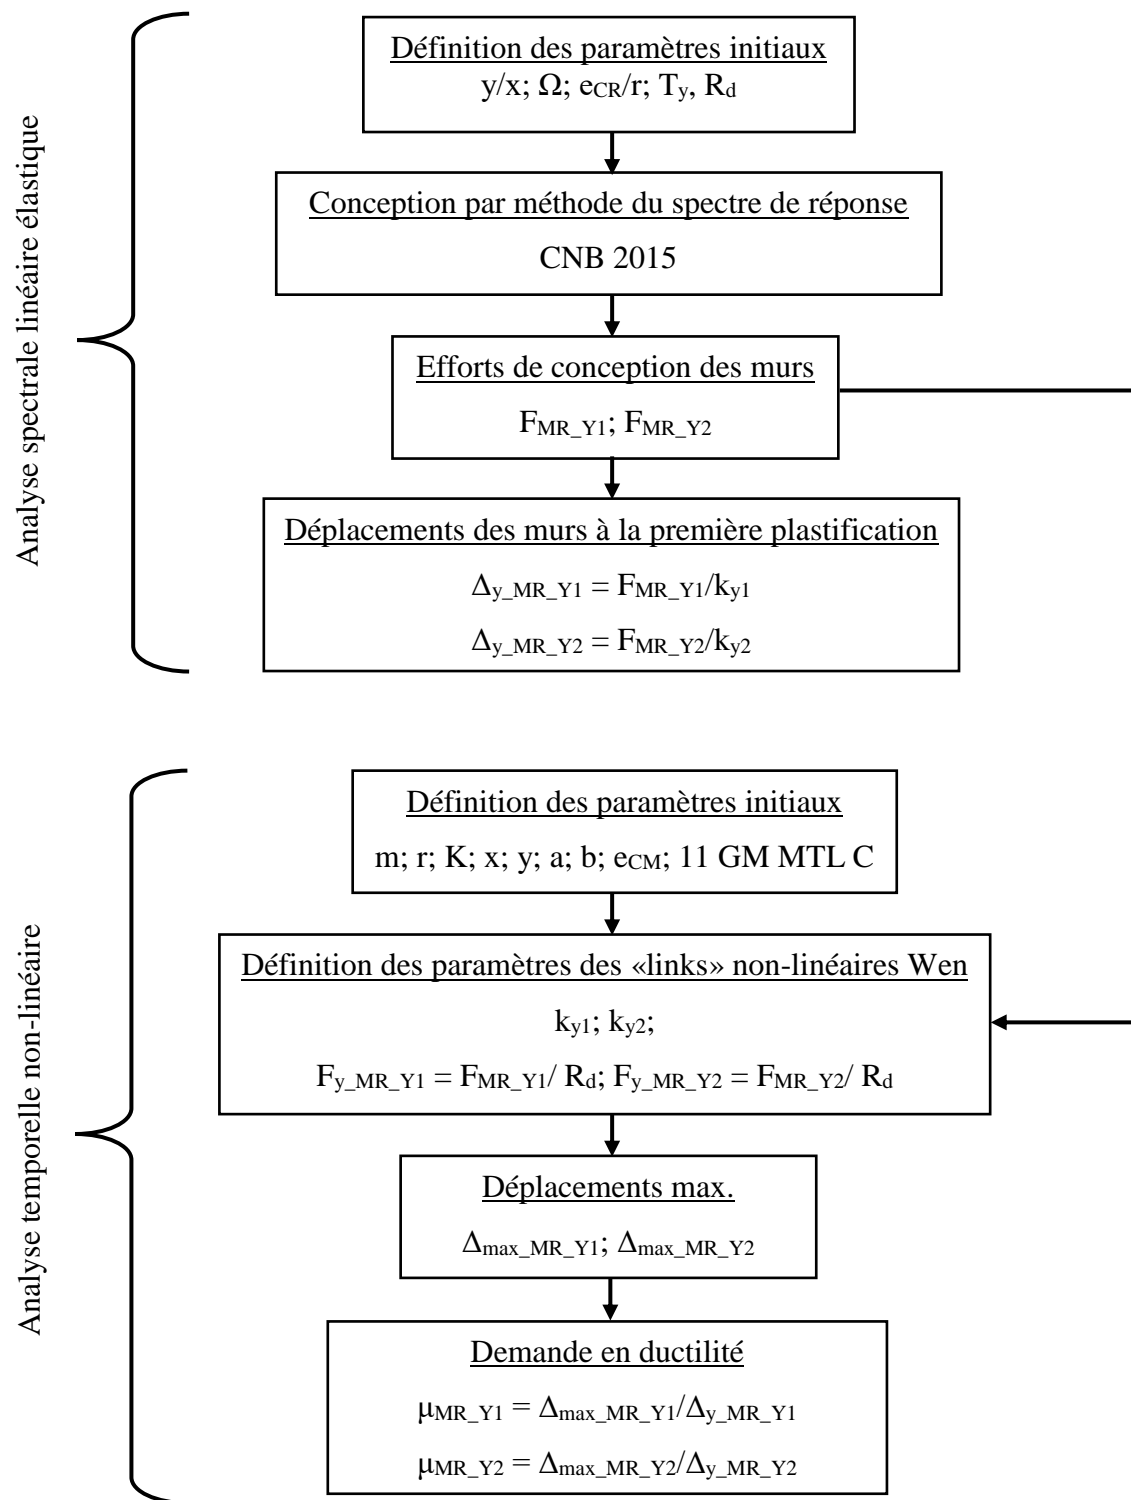 Analyse spectrale linéaire élastique
Définition des paramètres initiaux
y/x; Ω; eCR/r; Ty, Rd
Conception par méthode du spectre de réponse
CNB 2015
Efforts de conception des murs
FMR_Y1; FMR_Y2
Déplacements des murs à la première plastification
Δy_MR_Y1 = FMR_Y1/ky1
Δy_MR_Y2 = FMR_Y2/ky2
Analyse temporelle non-linéaire
Définition des paramètres initiaux
m; r; K; x; y; a; b; eCM; 11 GM MTL C
Définition des paramètres des «links» non-linéaires Wen
ky1; ky2;
Fy_MR_Y1 = FMR_Y1/ Rd; Fy_MR_Y2 = FMR_Y2/ Rd
Déplacements max.
Δmax_MR_Y1; Δmax_MR_Y2
Demande en ductilité
μMR_Y1 = Δmax_MR_Y1/Δy_MR_Y1
μMR_Y2 = Δmax_MR_Y2/Δy_MR_Y2